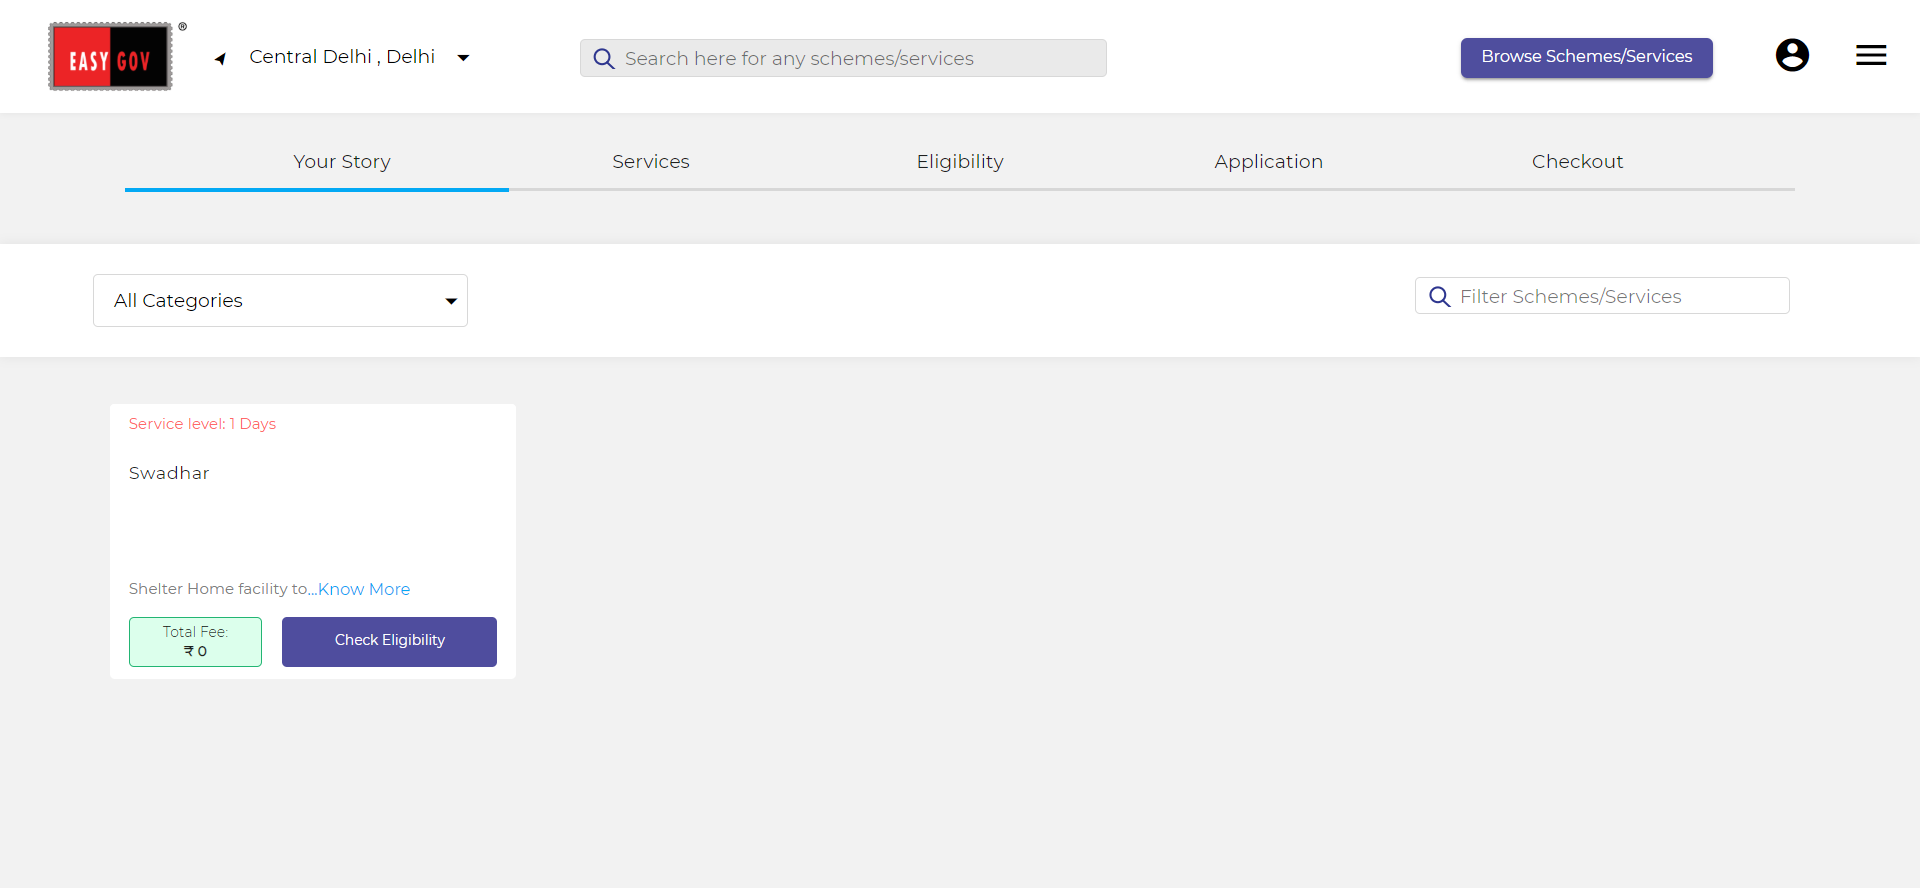 EASY GOV ®
Central Delhi , Delhi
Search here for any schemes/services
Browse Schemes/Services
Your Story
Services
Eligibility
Application
Checkout
All Categories
Filter Schemes/Services
Service level: 1 Days
Swadhar
Shelter Home facility to...Know More
Total Fee:
₹ 0
Check Eligibility